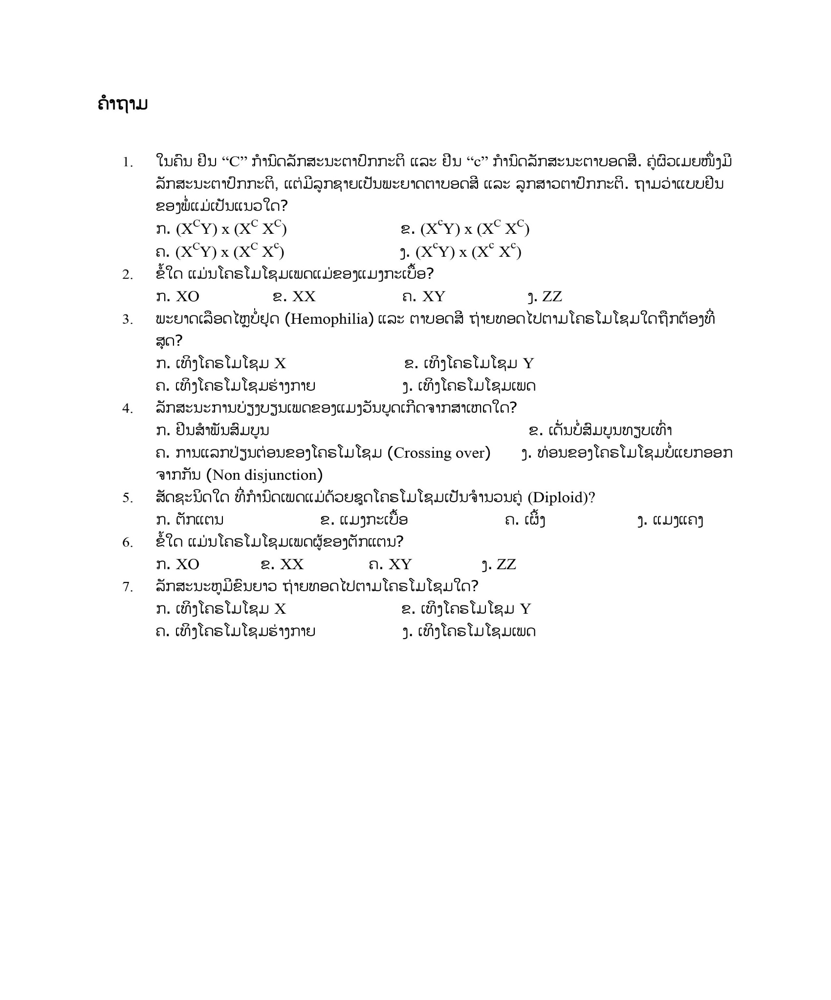 ຄຳຖາມ
1. ໃນຄົນ ຢີນ “C” ກຳນົດລັກສະນະຕາປົກກະຕິ ແລະ ຢີນ “c” ກຳນົດລັກສະນະຕາບອດສີ. ຄູ່ຜົວເມຍໜຶ່ງມີ
ລັກສະນະຕາປົກກະຕິ, ແຕ່ມີລູກຊາຍເປັນພະຍາດຕາບອດສີ ແລະ ລູກສາວຕາປົກກະຕິ. ຖາມວ່າແບບຢີນ
ຂອງພໍ່ແມ່ເປັນແນວໃດ?
ກ. (X^CY) x (X^C X^C) ຂ. (X^cY) x (X^C X^C)
ຄ. (X^CY) x (X^C X^c) ງ. (X^cY) x (X^c X^c)
2. ຂໍ້ໃດ ແມ່ນໂຄຣໂມໂຊມເພດແມ່ຂອງແມງກະເບື້ອ?
ກ. XO ຂ. XX ຄ. XY ງ. ZZ
3. ພະຍາດເລືອດໄຫຼບໍ່ຢຸດ (Hemophilia) ແລະ ຕາບອດສີ ຖ່າຍທອດໄປຕາມໂຄຣໂມໂຊມໃດຖືກຕ້ອງທີ່
ສຸດ?
ກ. ເທິງໂຄຣໂມໂຊມ X ຂ. ເທິງໂຄຣໂມໂຊມ Y
ຄ. ເທິງໂຄຣໂມໂຊມຮ່າງກາຍ ງ. ເທິງໂຄຣໂມໂຊມເພດ
4. ລັກສະນະການບ່ຽງບຽນເພດຂອງແມງວັນບູດເກີດຈາກສາເຫດໃດ?
ກ. ຢີນສຳພັນສົມບູນ ຂ. ເດັ່ນບໍ່ສົມບູນທຽບເທົ່າ
ຄ. ການແລກປ່ຽນຕ່ອນຂອງໂຄຣໂມໂຊມ (Crossing over) ງ. ທ່ອນຂອງໂຄຣໂມໂຊມບໍ່ແຍກອອກ
ຈາກກັນ (Non disjunction)
5. ສັດຊະນິດໃດ ທີ່ກຳນົດເພດແມ່ດ້ວຍຊຸດໂຄຣໂມໂຊມເປັນຈຳນວນຄູ່ (Diploid)?
ກ. ຕັກແຕນ ຂ. ແມງກະເບື້ອ ຄ. ເຜິ້ງ ງ. ແມງແຄງ
6. ຂໍ້ໃດ ແມ່ນໂຄຣໂມໂຊມເພດຜູ້ຂອງຕັກແຕນ?
ກ. XO ຂ. XX ຄ. XY ງ. ZZ
7. ລັກສະນະຫູມີຂົນຍາວ ຖ່າຍທອດໄປຕາມໂຄຣໂມໂຊມໃດ?
ກ. ເທິງໂຄຣໂມໂຊມ X ຂ. ເທິງໂຄຣໂມໂຊມ Y
ຄ. ເທິງໂຄຣໂມໂຊມຮ່າງກາຍ ງ. ເທິງໂຄຣໂມໂຊມເພດ